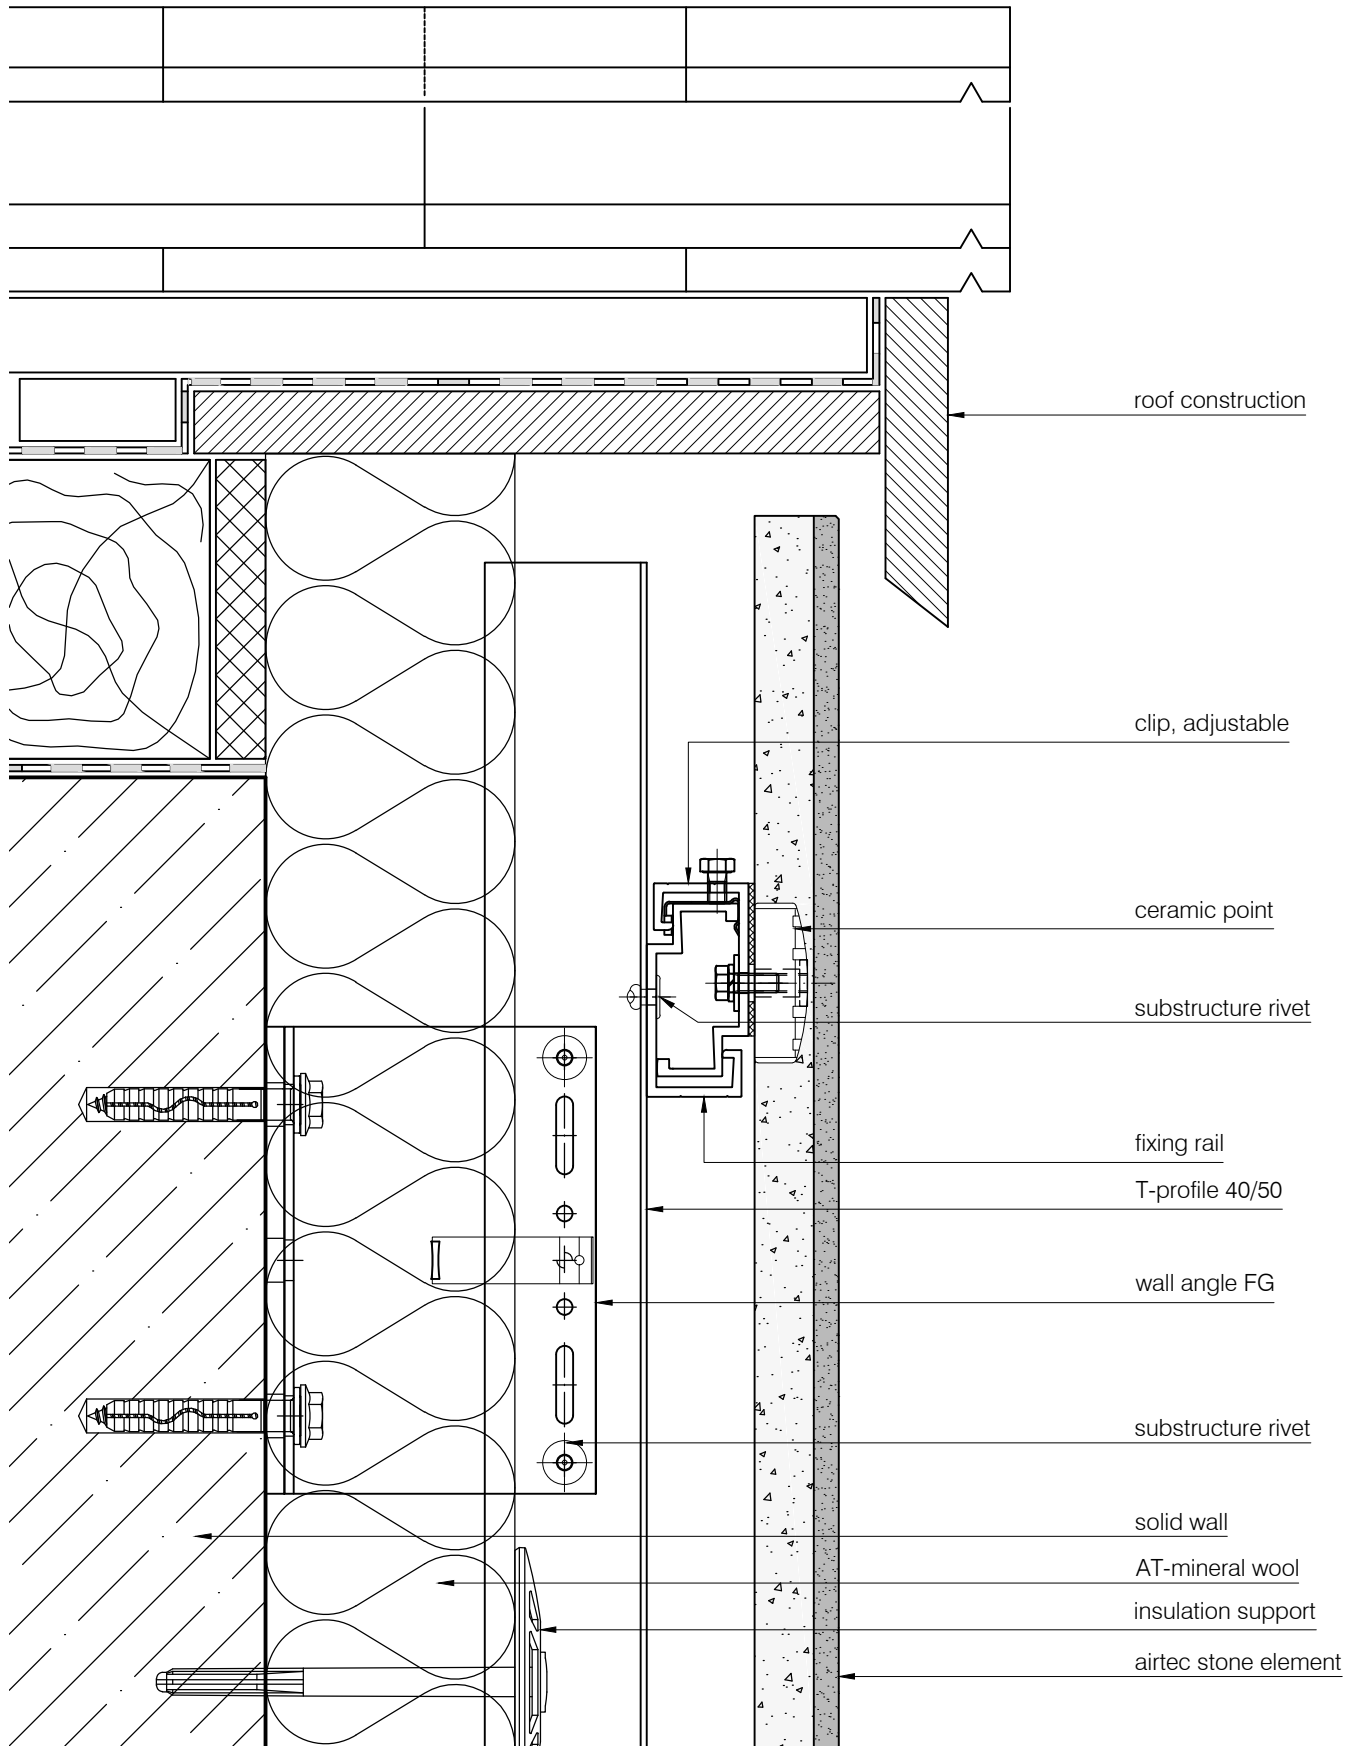 roof construction
clip, adjustable
ceramic point
substructure rivet
fixing rail
T-profile 40/50
wall angle FG
substructure rivet
solid wall
AT-mineral wool
insulation support
airtec stone element